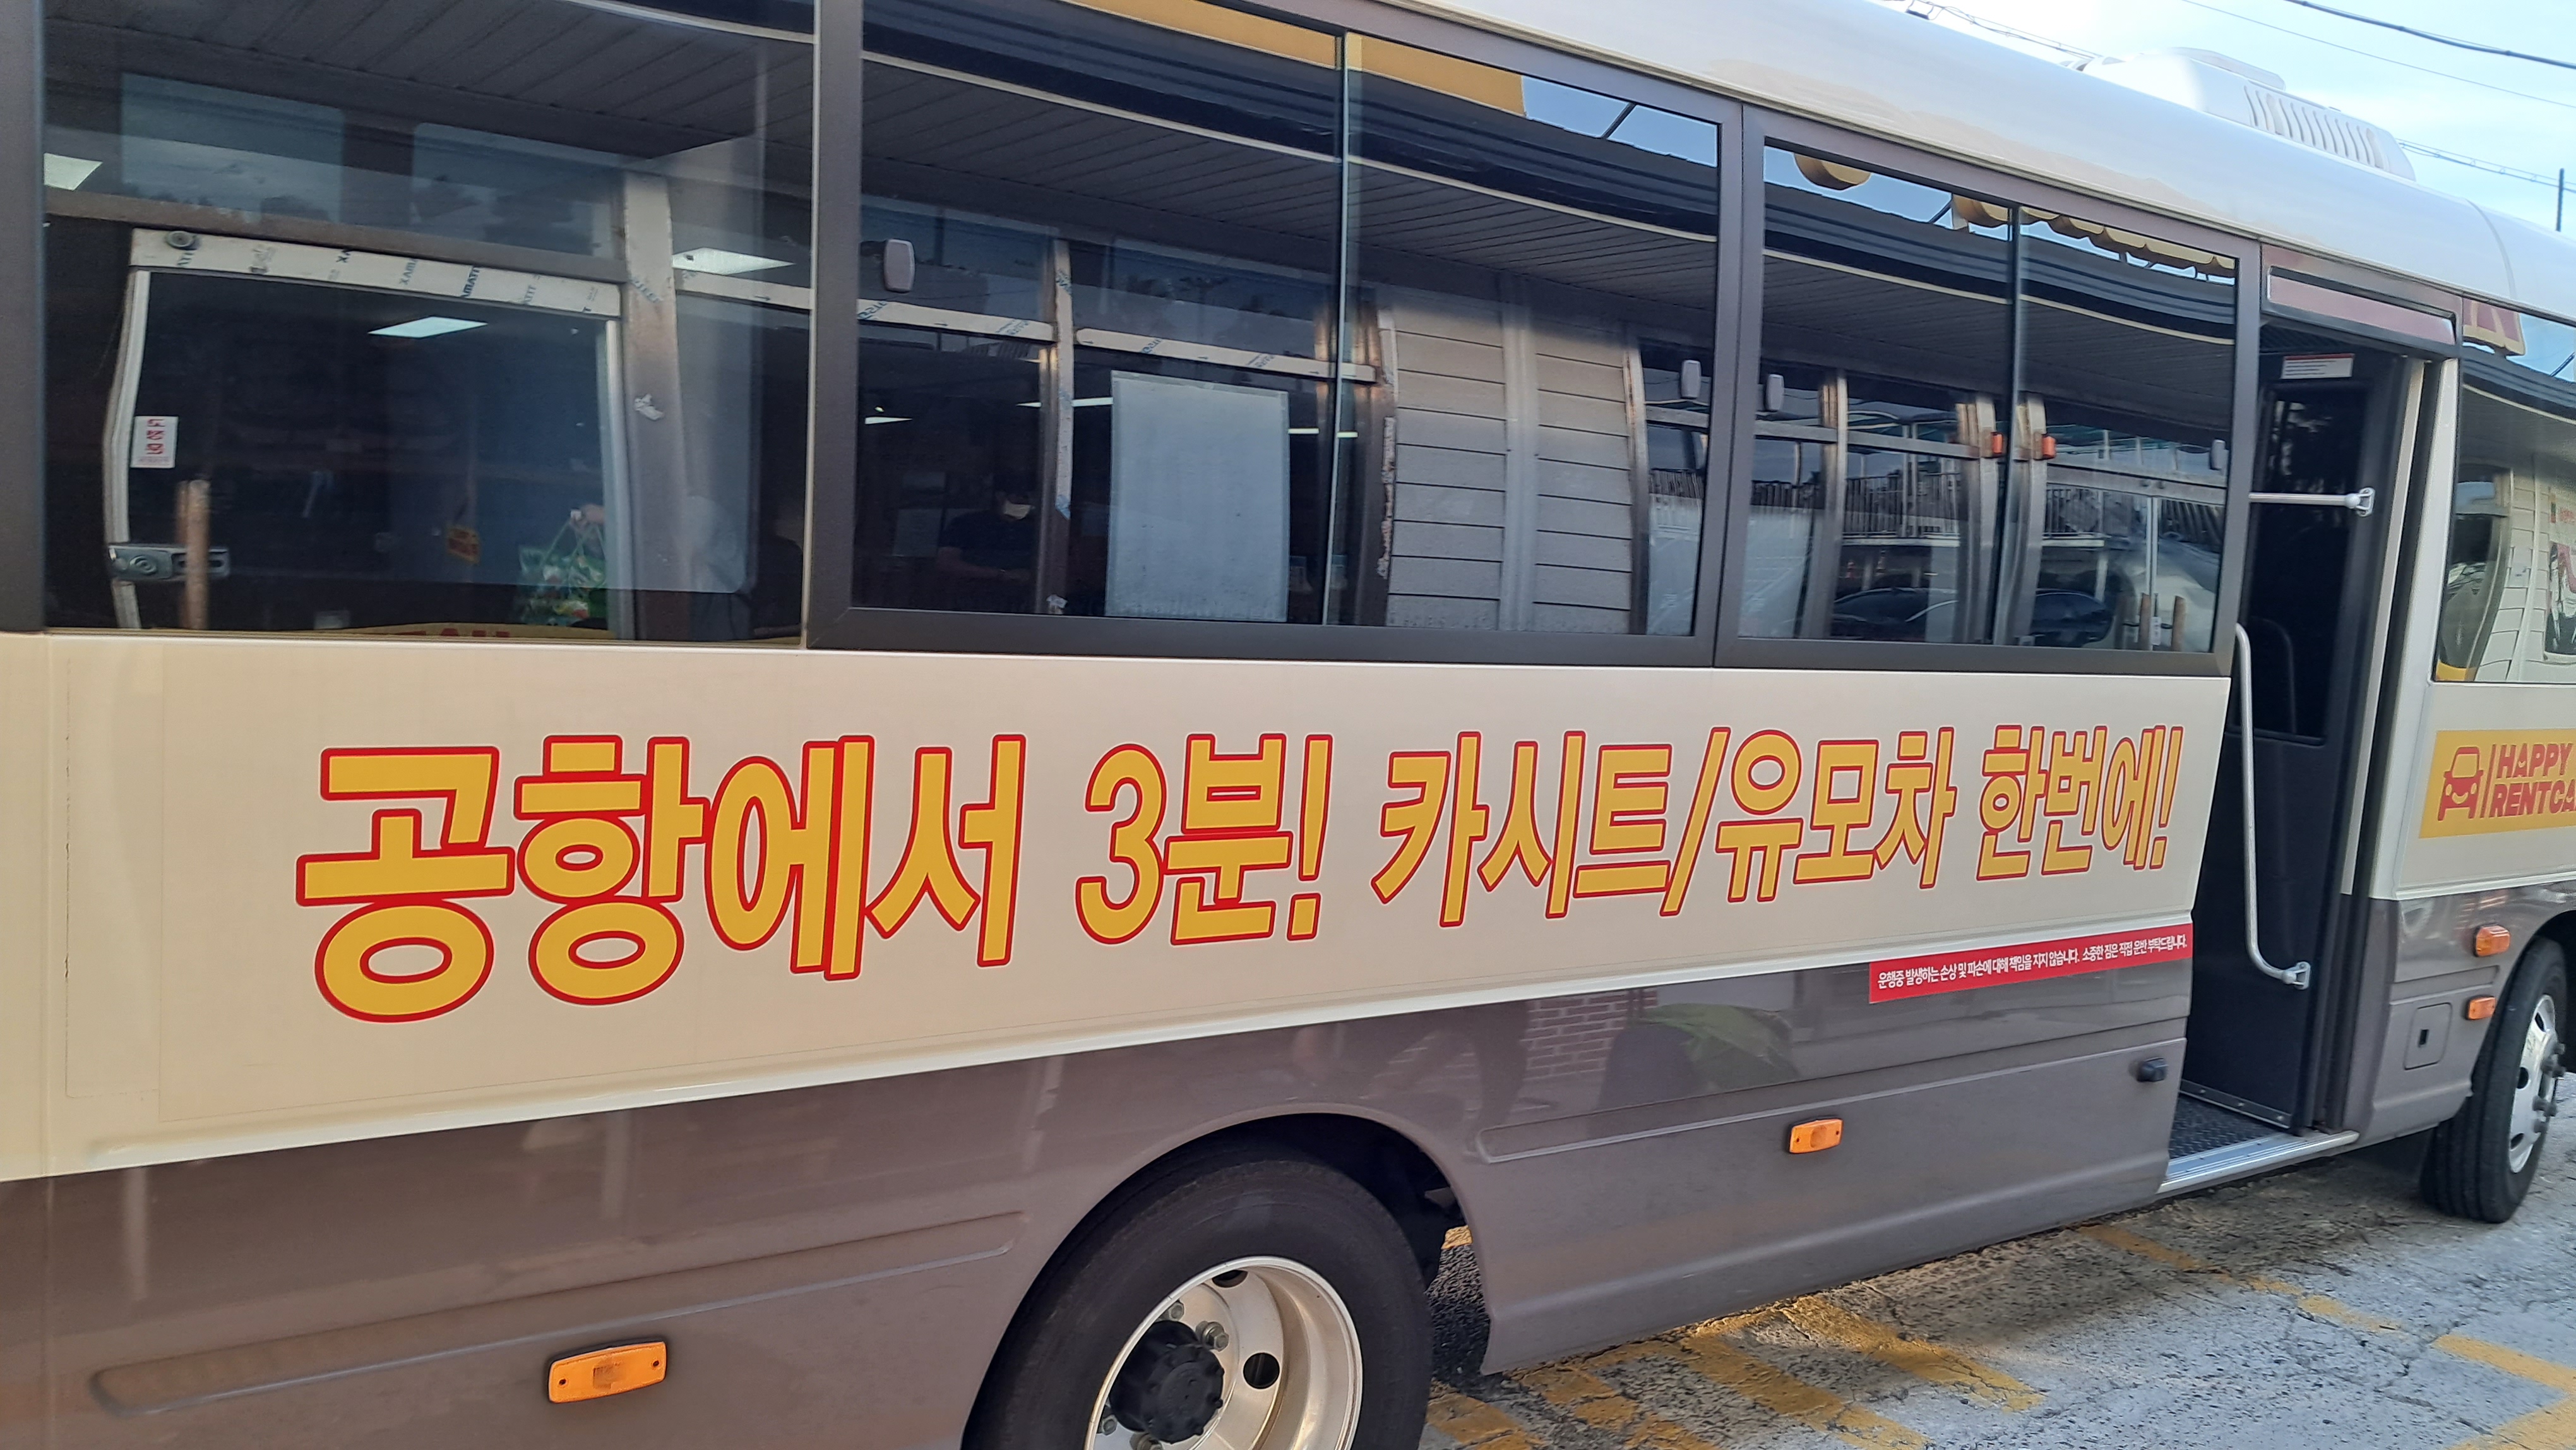 공항에서 3분! 카시트/유모차 한번에!
운행중 발생하는 손상 및 파손에 대해 책임을 지지 않습니다. 소중한 짐은 직접 운반 부탁드립니다.
HAPPY